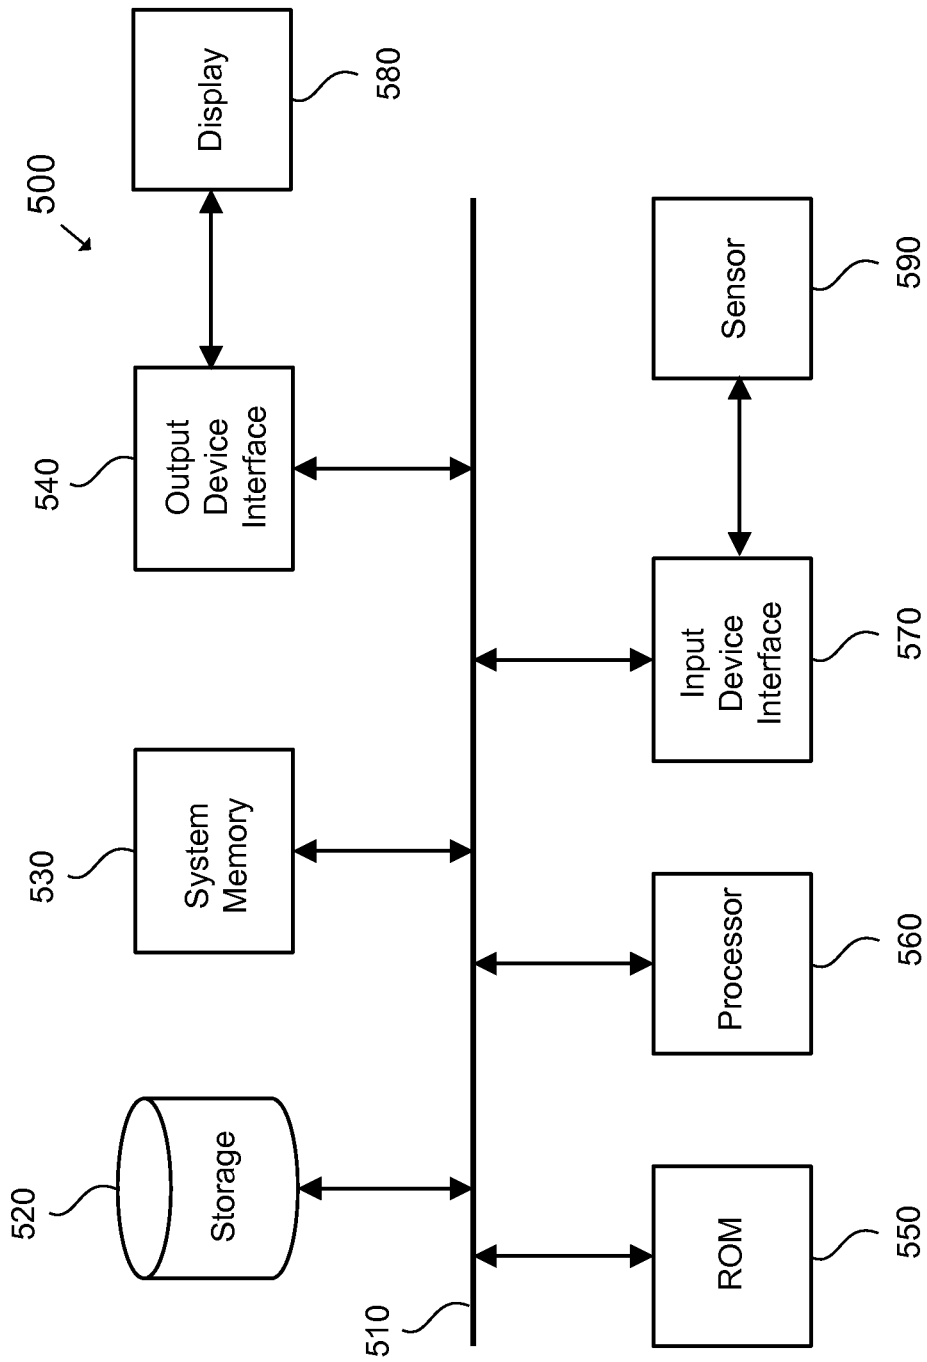 520
530
540
500
Storage
System
Memory
Output
Device
Interface
Display
580
510
ROM
Processor
Input
Device
Interface
Sensor
550
560
570
590